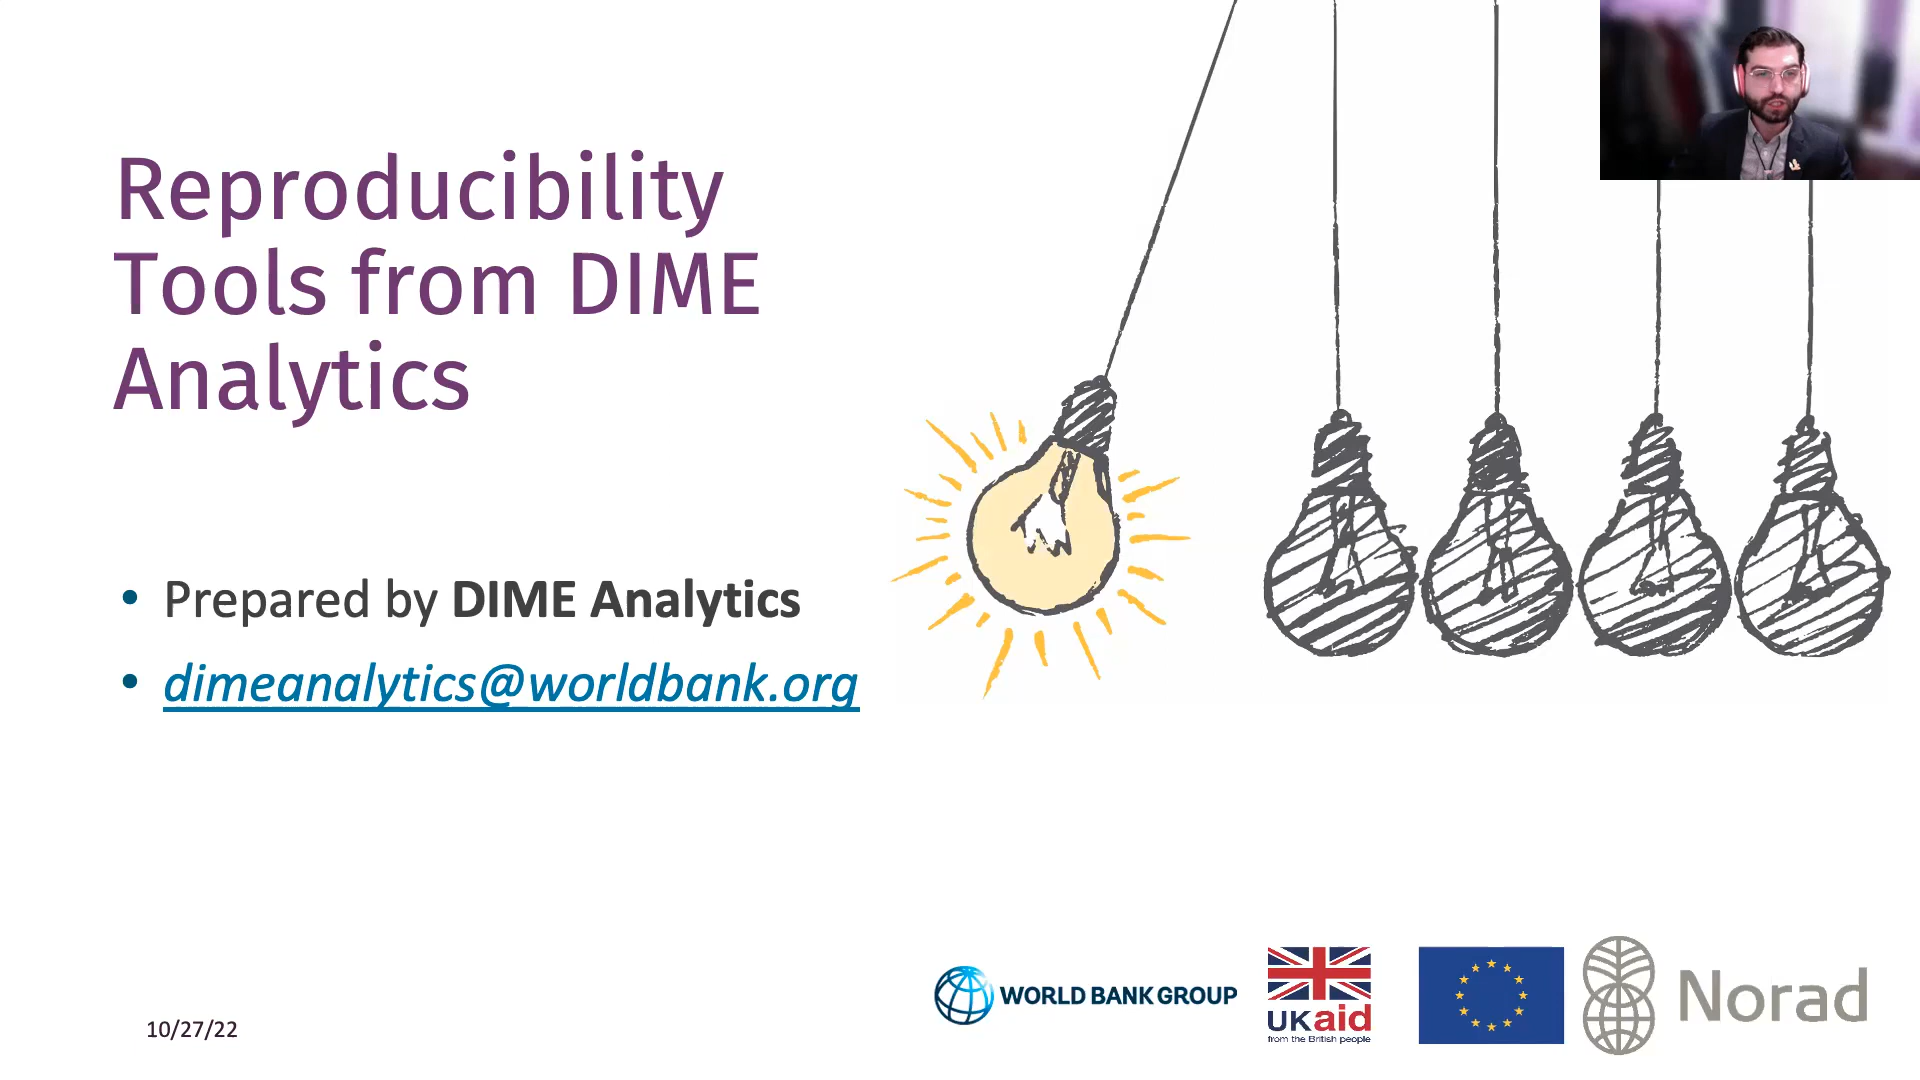 Reproducibility
Tools from DIME
Analytics
• Prepared by DIME Analytics
• dimeanalytics@worldbank.org
10/27/22
WORLD BANK GROUP
UKaid
from the British people
Norad